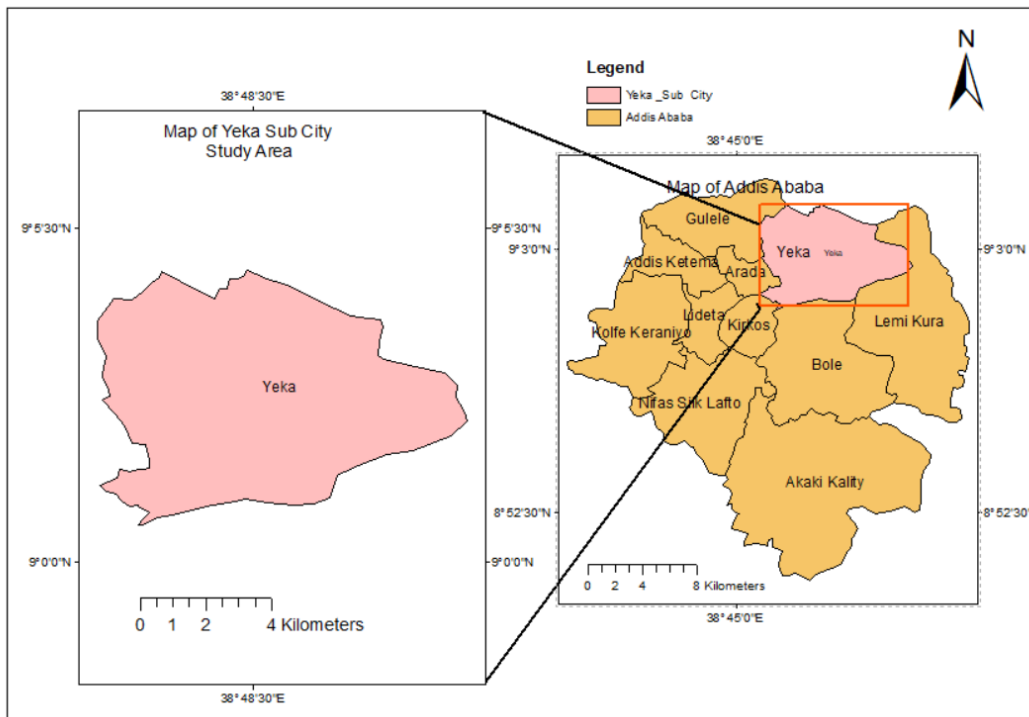 N
Legend
Yeka _Sub City
Addis Ababa
38°48'30"E
Map of Yeka Sub City
Study Area
9°5'30"N
9°5'30"N
Yeka
9°0'0"N
9°0'0"N
0 1 2 4 Kilometers
38°48'30"E
38°45'0"E
Map of Addis Ababa
Gulele
9°3'0"N
9°3'0"N
Yeka
Yeka
Addis Ketema
Arada
Lideta
Kirkos
Lemi Kura
Kolfe Keraniyo
Bole
Nifas Silk Lafto
Akaki Kality
8°52'30"N
8°52'30"N
0 2 4 8 Kilometers
38°45'0"E